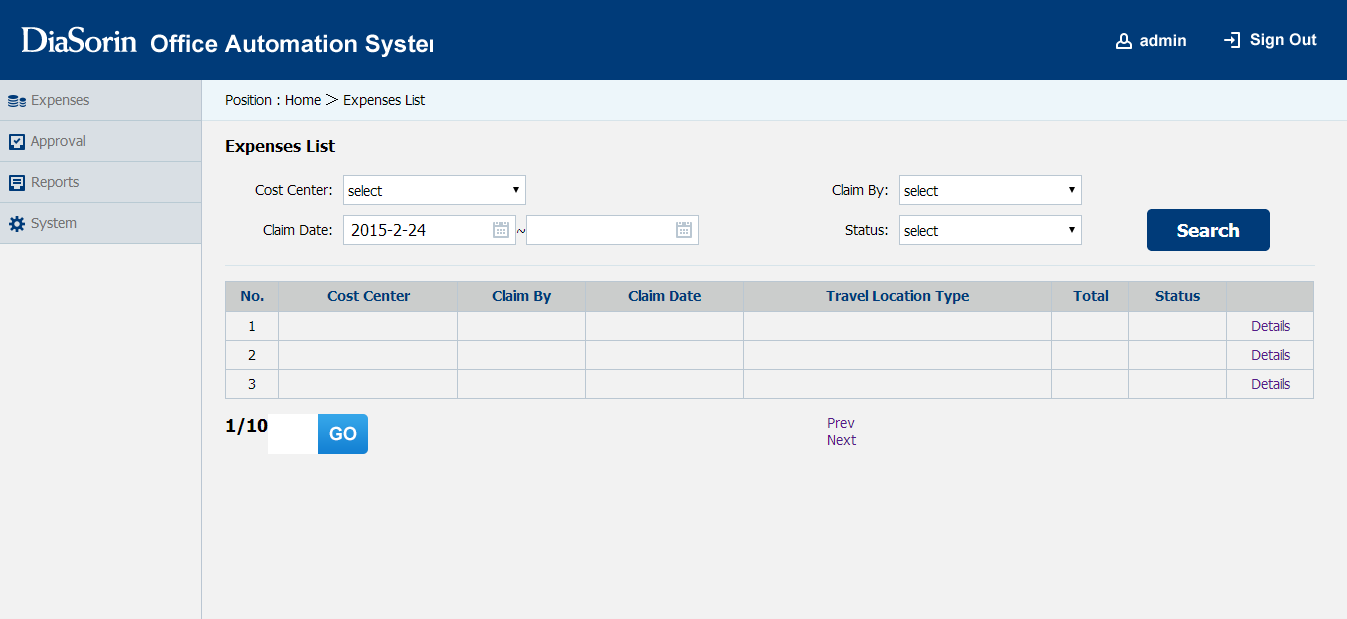 DiaSorin Office Automation Syster
admin
Sign Out
Expenses
Approval
Reports
System
Position : Home > Expenses List
Expenses List
Cost Center: select
Claim By: select
Claim Date: 2015-2-24 ~
Status: select
Search
No. Cost Center Claim By Claim Date Travel Location Type Total Status
1 Details
2 Details
3 Details
1/10 GO
Prev
Next